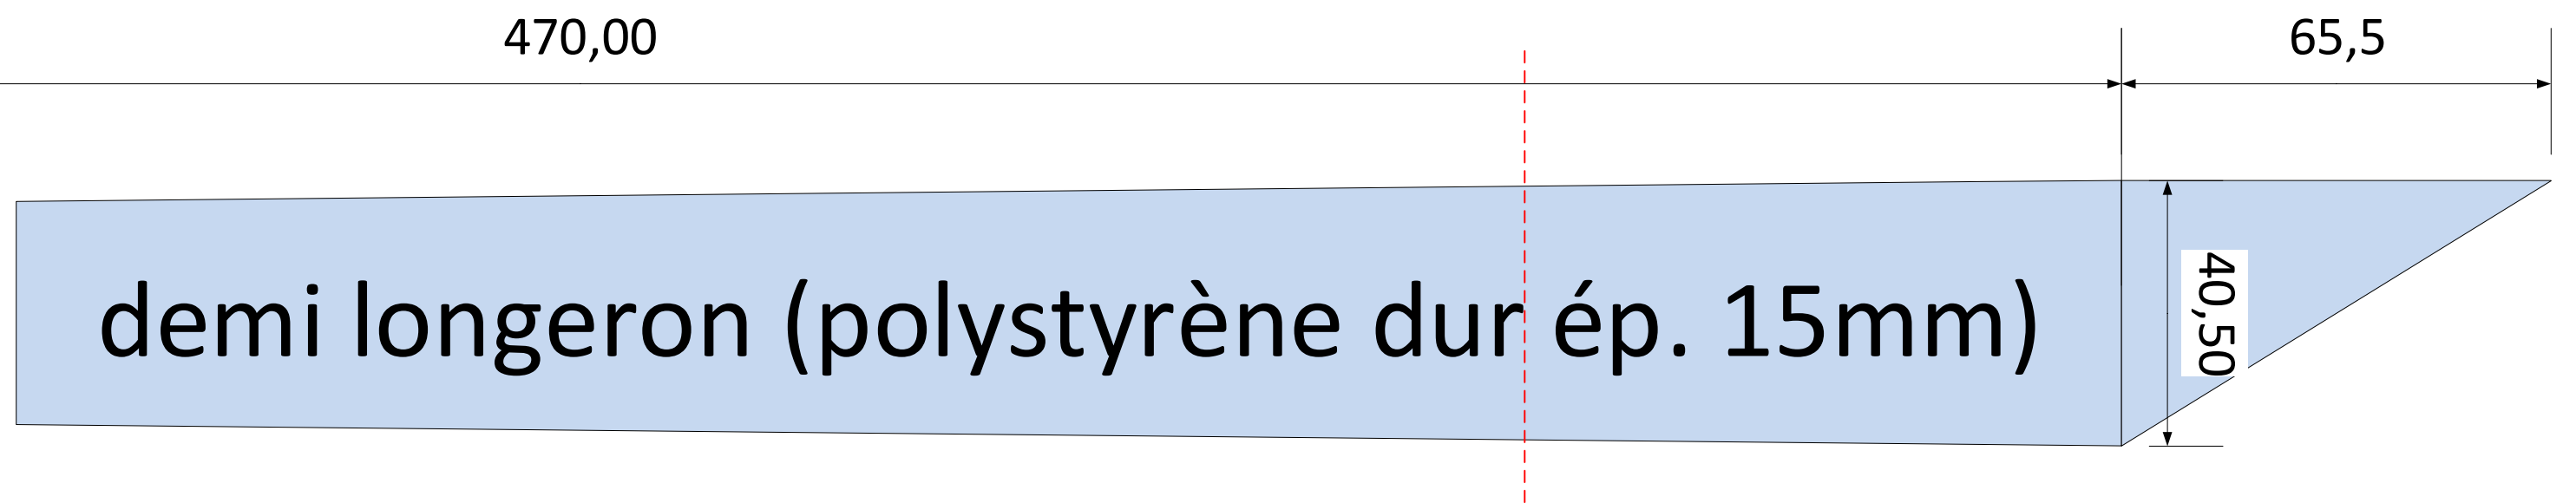 470,00
65,5
demi longeron (polystyrène dur ép. 15mm)
40,50